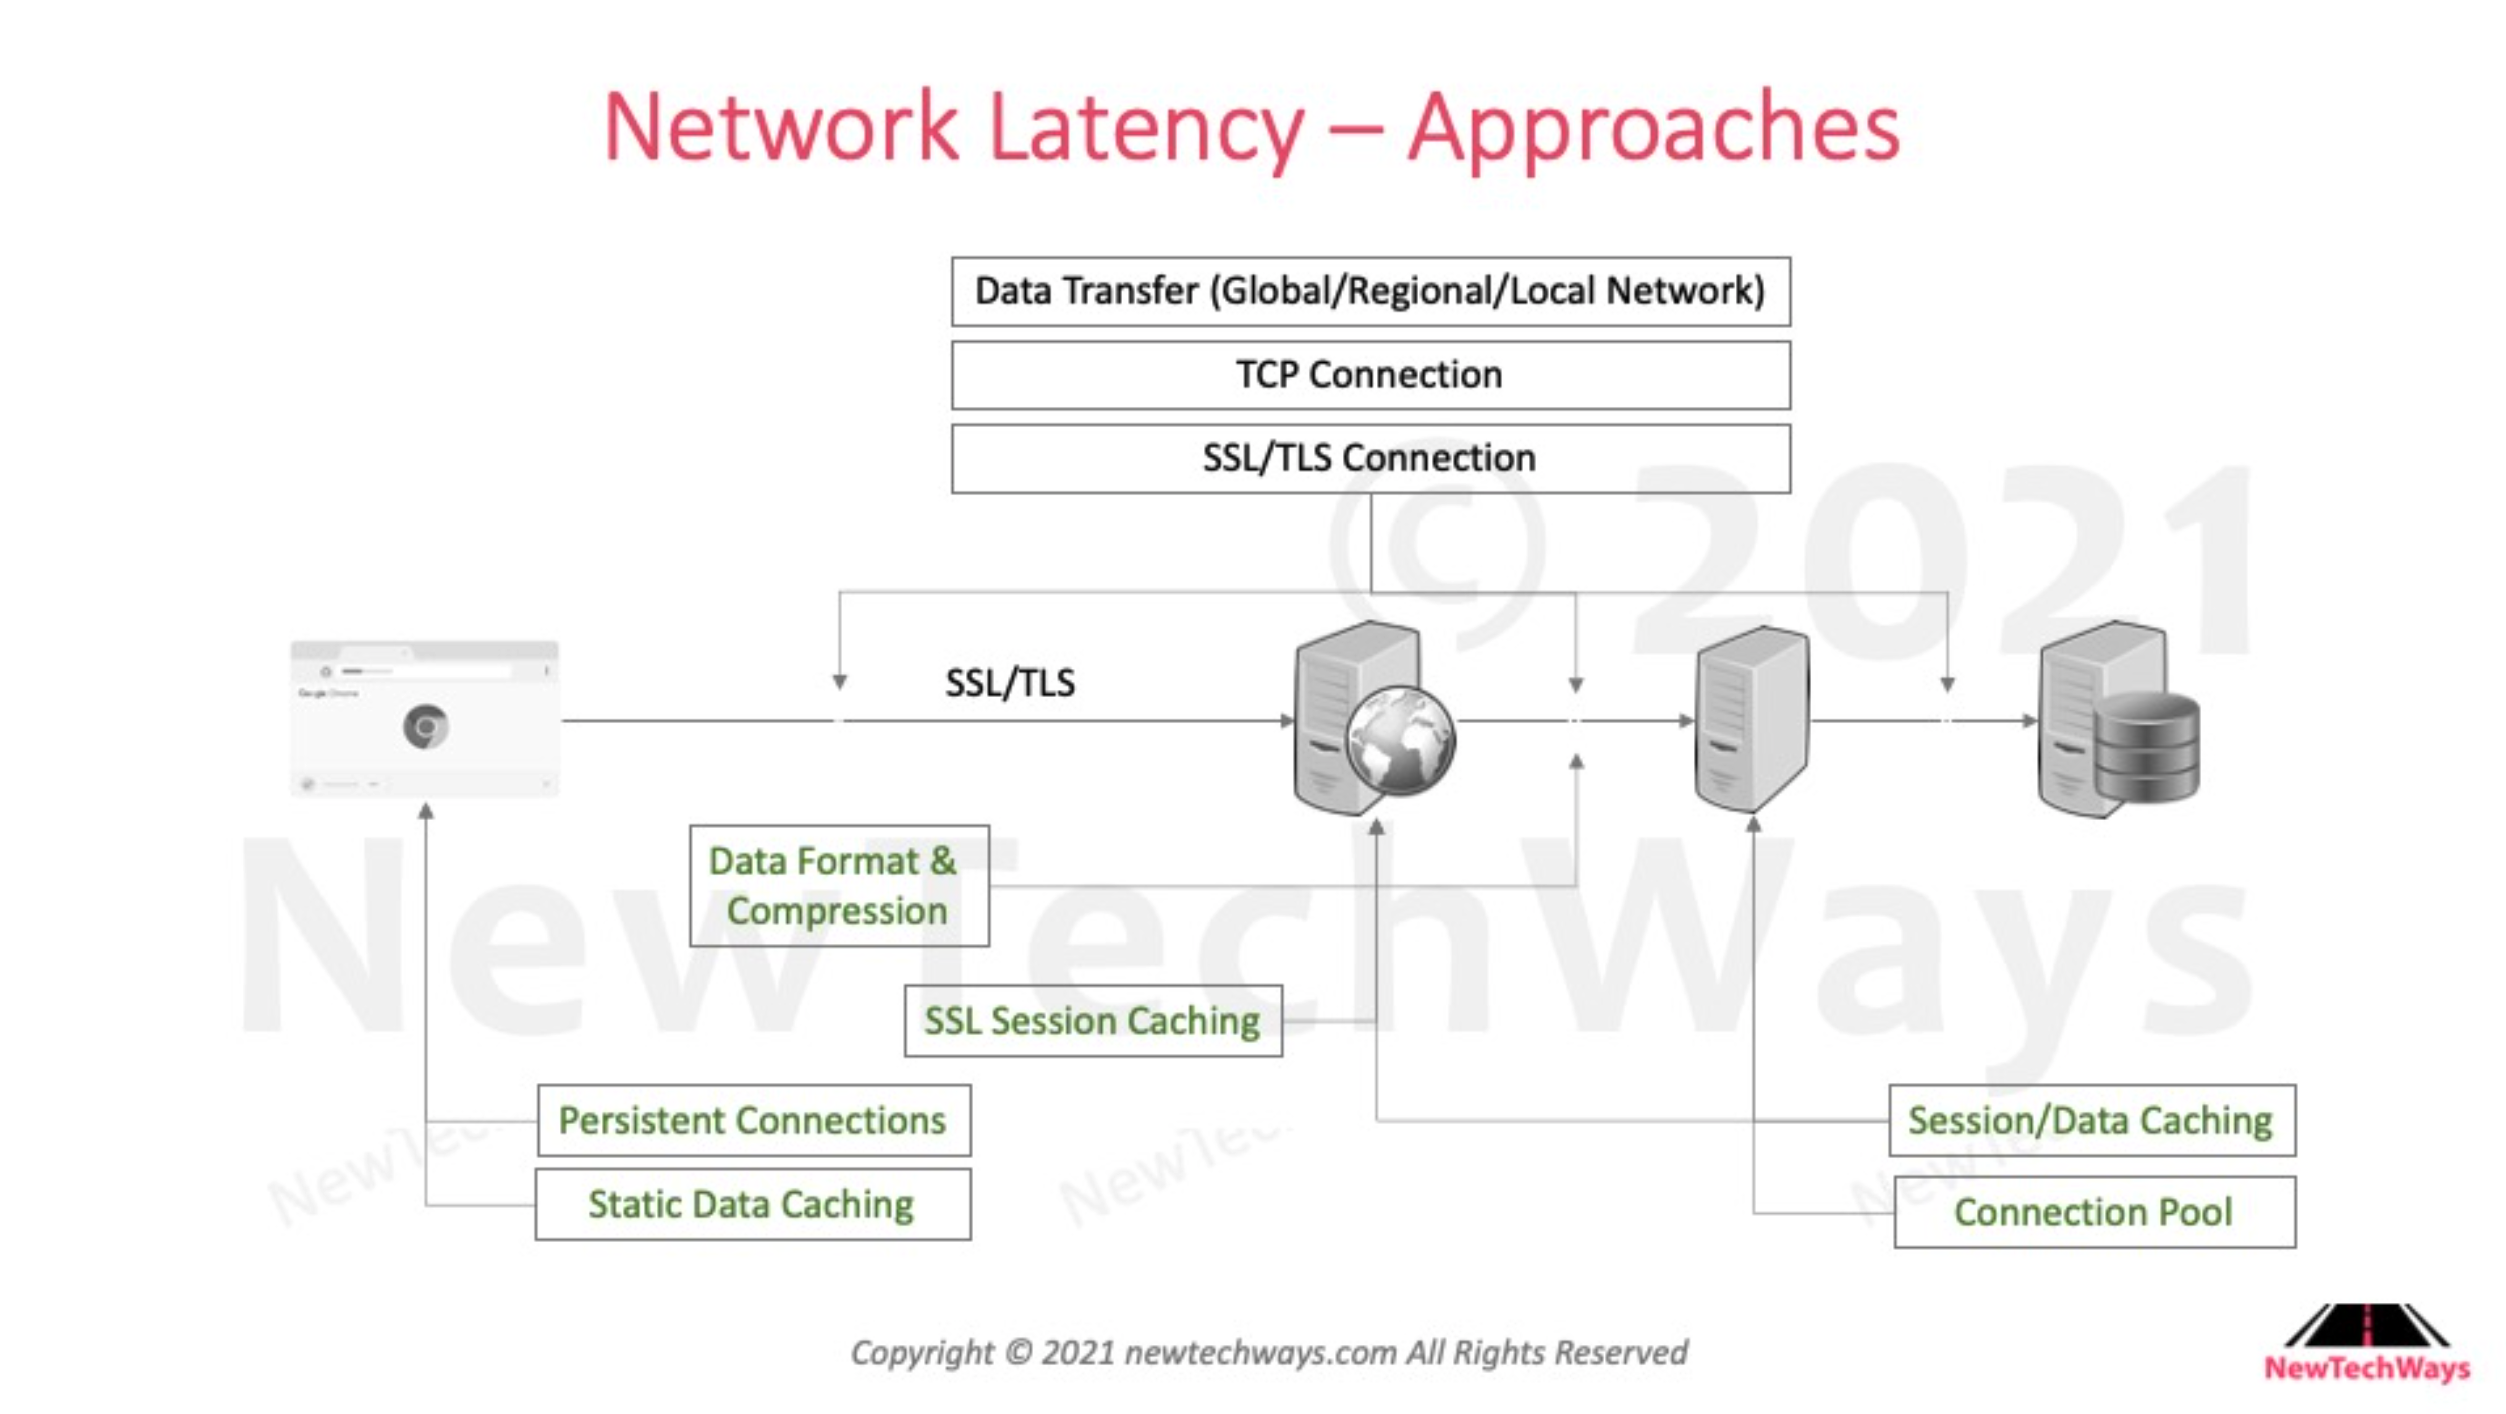 Network Latency – Approaches
Data Transfer (Global/Regional/Local Network)
TCP Connection
SSL/TLS Connection
© 2021
SSL/TLS
Google Chrome
Data Format &
Compression
NewTechWays
SSL Session Caching
Persistent Connections
Session/Data Caching
Static Data Caching
Connection Pool
Copyright © 2021 newtechways.com All Rights Reserved
NewTechWays